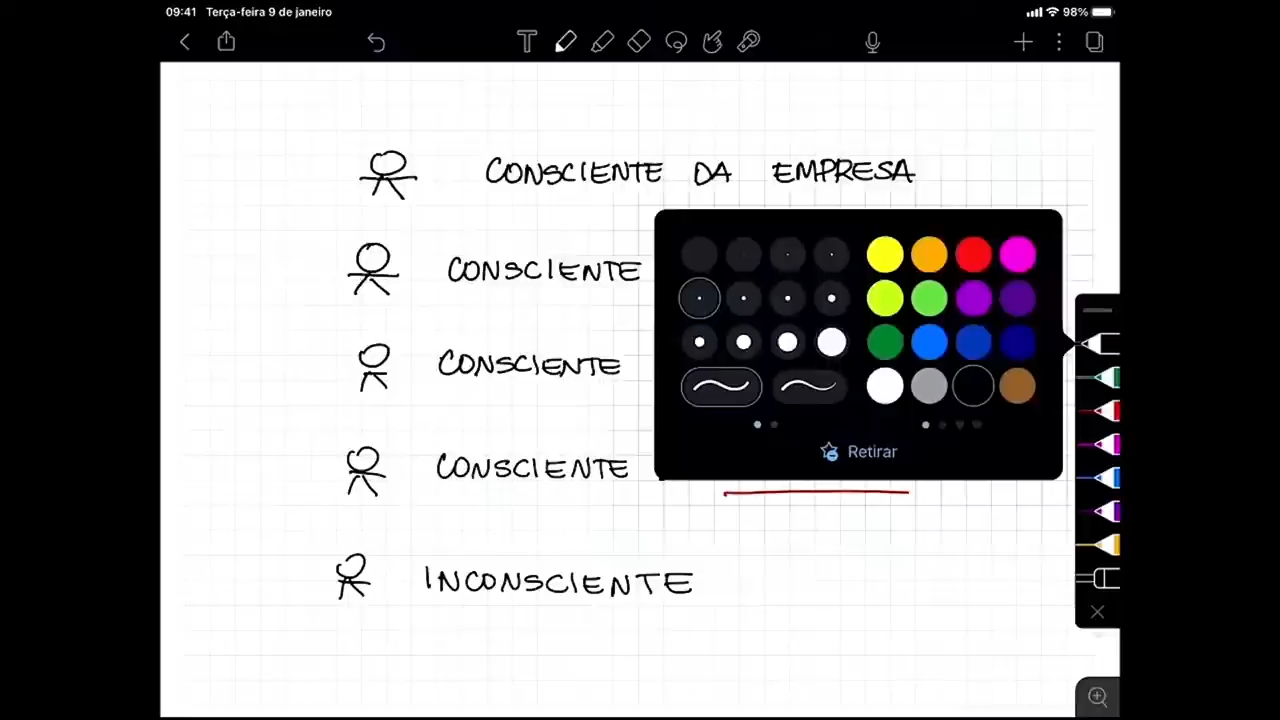 09:41 Terça-feira 9 de janeiro 98%
CONSCIENTE DA EMPRESA
CONSCIENTE
CONSCIENTE
Retirar
CONSCIENTE
INCONSCIENTE